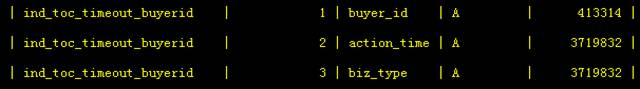 | ind_toc_timeout_buyerid | 1 | buyer_id | A | 413314 |
| ind_toc_timeout_buyerid | 2 | action_time | A | 3719832 |
| ind_toc_timeout_buyerid | 3 | biz_type | A | 3719832 |